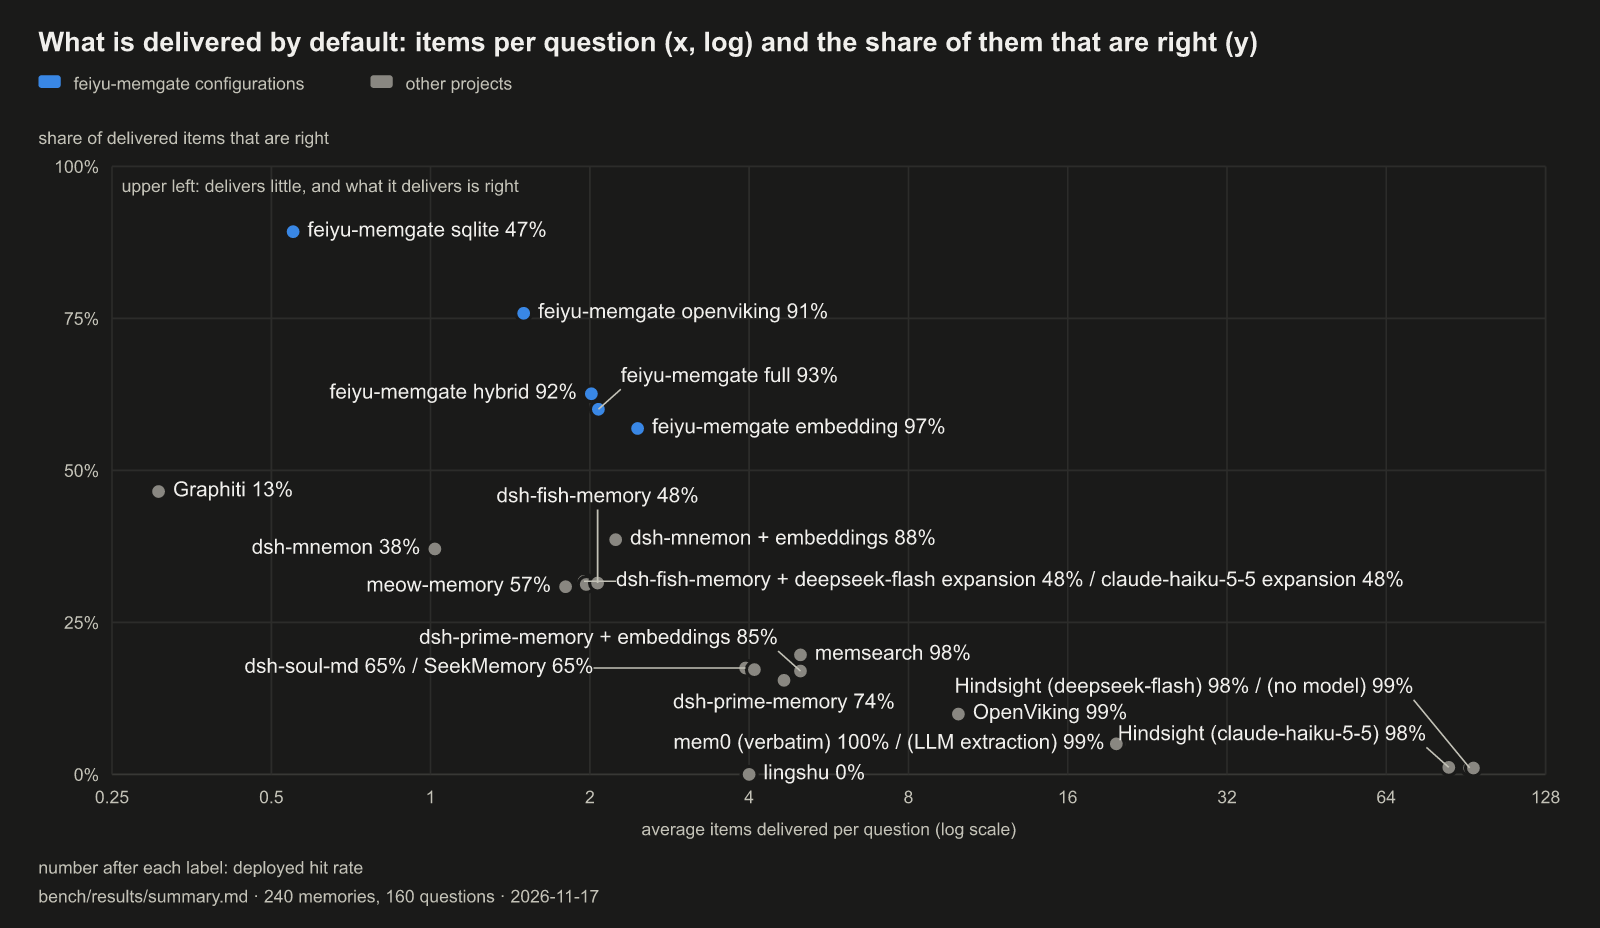 What is delivered by default: items per question (x, log) and the share of them that are right (y)
feiyu-memgate configurations
other projects
share of delivered items that are right
100%
upper left: delivers little, and what it delivers is right
feiyu-memgate sqlite 47%
75%
feiyu-memgate openviking 91%
feiyu-memgate full 93%
feiyu-memgate hybrid 92%
feiyu-memgate embedding 97%
50%
Graphiti 13%
dsh-fish-memory 48%
dsh-mnemon + embeddings 88%
dsh-mnemon 38%
dsh-fish-memory + deepseek-flash expansion 48% / claude-haiku-5-5 expansion 48%
meow-memory 57%
25%
dsh-prime-memory + embeddings 85%
memsearch 98%
dsh-soul-md 65% / SeekMemory 65%
Hindsight (deepseek-flash) 98% / (no model) 99%
dsh-prime-memory 74%
OpenViking 99%
Hindsight (claude-haiku-5-5) 98%
mem0 (verbatim) 100% / (LLM extraction) 99%
lingshu 0%
0%
0.25 0.5 1 2 4 8 16 32 64 128
average items delivered per question (log scale)
number after each label: deployed hit rate
bench/results/summary.md · 240 memories, 160 questions · 2026-11-17